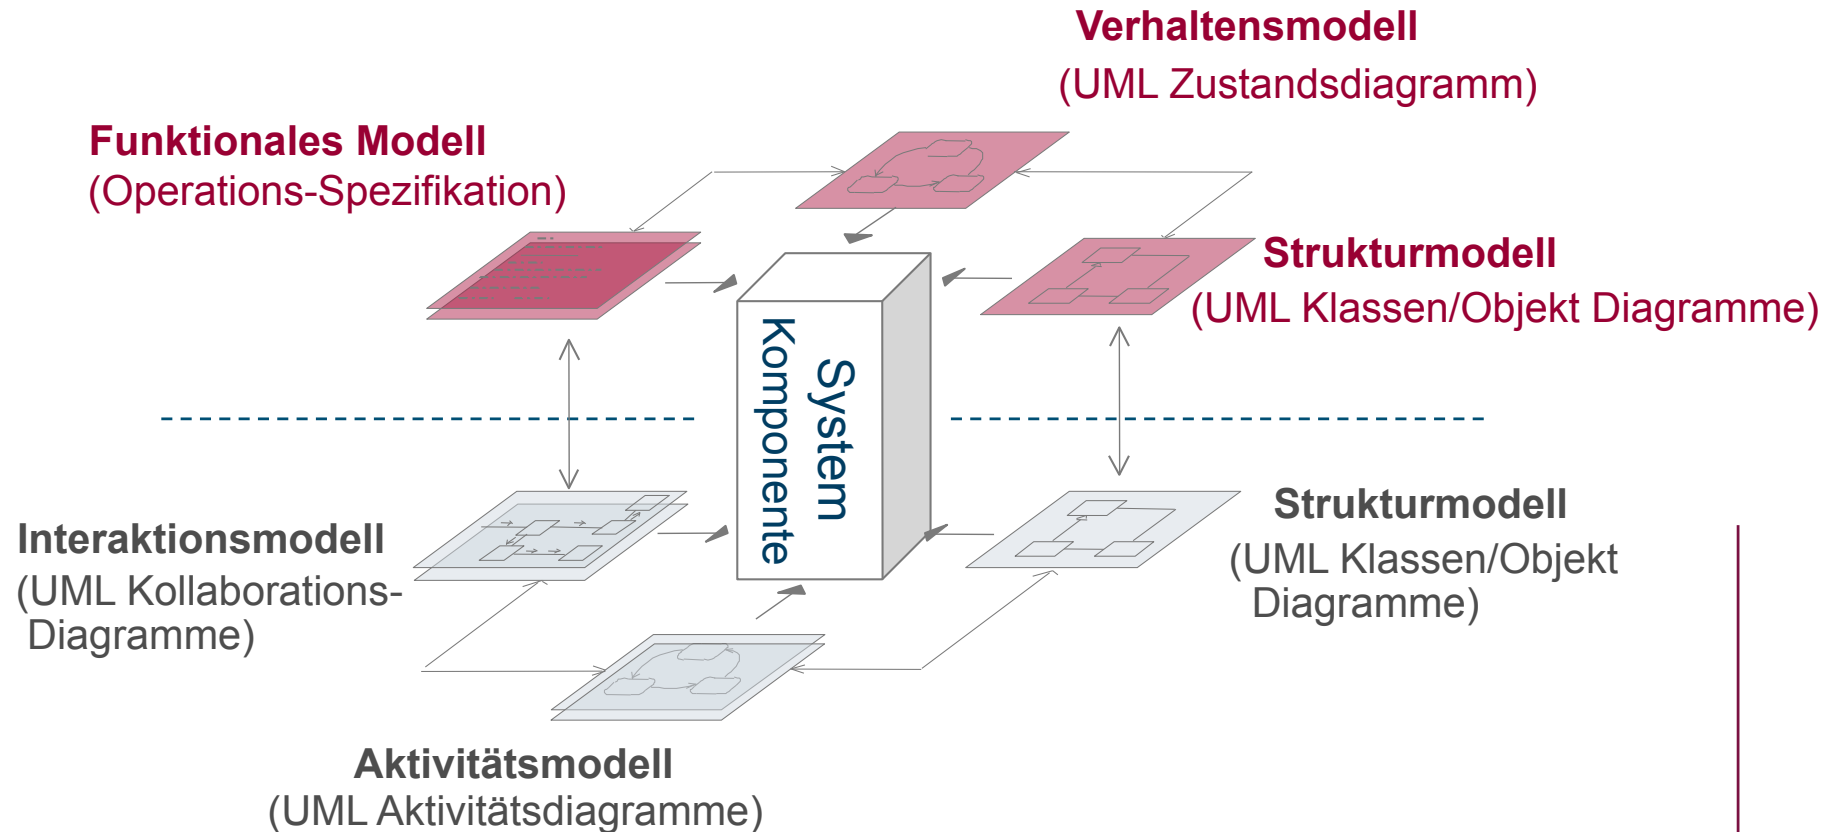 Verhaltensmodell
(UML Zustandsdiagramm)
Funktionales Modell
(Operations-Spezifikation)
Strukturmodell
(UML Klassen/Objekt Diagramme)
System
Komponente
Interaktionsmodell
(UML Kollaborations-
Diagramme)
Strukturmodell
(UML Klassen/Objekt
Diagramme)
Aktivitätsmodell
(UML Aktivitätsdiagramme)